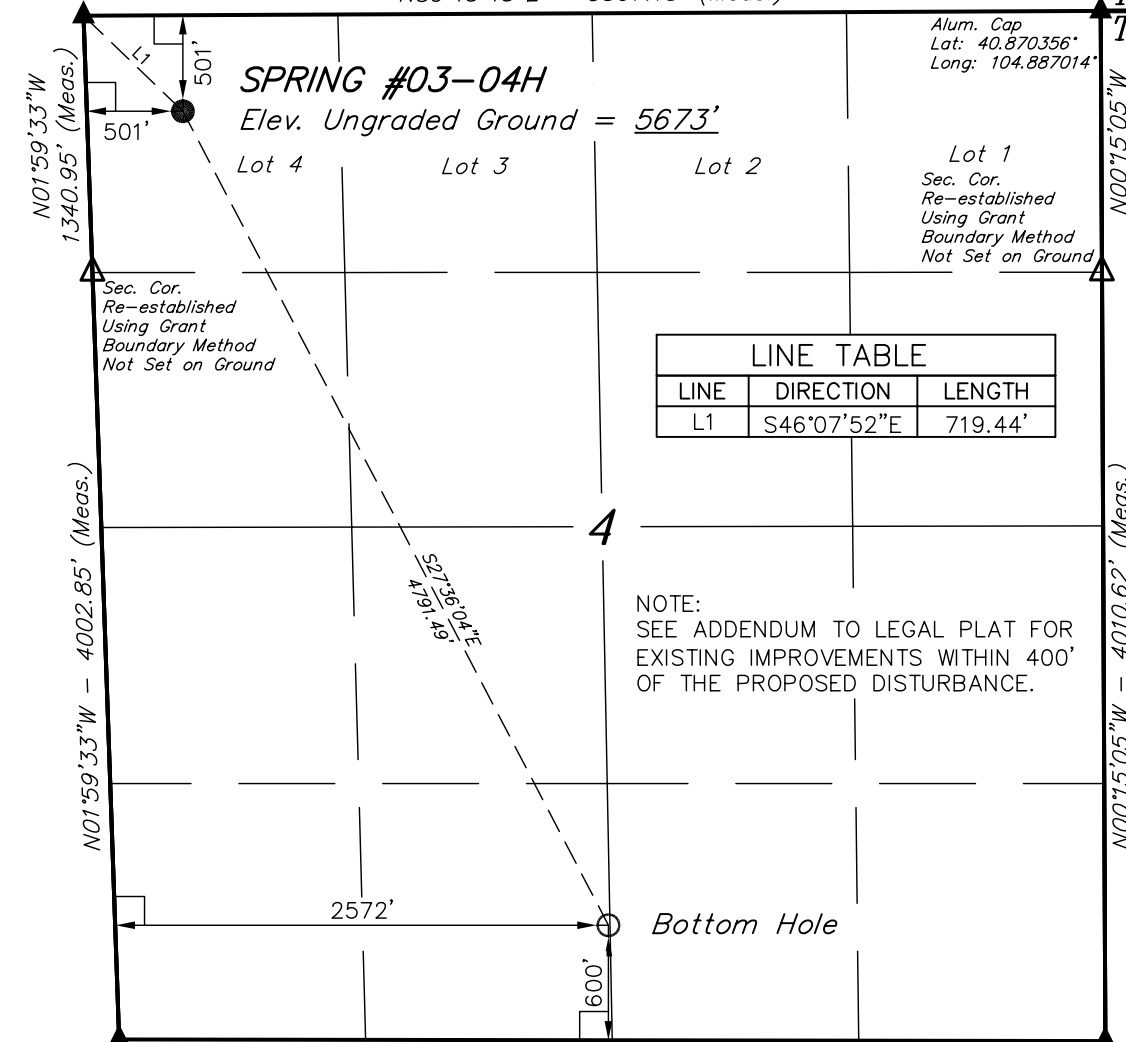 (Meas.)
Alum. Cap
Lat: 40.870356°
Long: 104.887014°
L1
501'
501'
SPRING #03-04H
Elev. Ungraded Ground = 5673'
N01°59'33"W
1340.95' (Meas.)
N00°15'05"W
Lot 4
Lot 3
Lot 2
Lot 1
Sec. Cor.
Re-established
Using Grant
Boundary Method
Not Set on Ground
Sec. Cor.
Re-established
Using Grant
Boundary Method
Not Set on Ground
LINE TABLE
LINE DIRECTION LENGTH
L1 S46°07'52"E 719.44'
N01°59'33"W - 4002.85' (Meas.)
4
S27°36'04"E
4791.49'
NOTE:
SEE ADDENDUM TO LEGAL PLAT FOR
EXISTING IMPROVEMENTS WITHIN 400'
OF THE PROPOSED DISTURBANCE.
N00°15'05"W - 4010.62' (Meas.)
2572'
Bottom Hole
600'